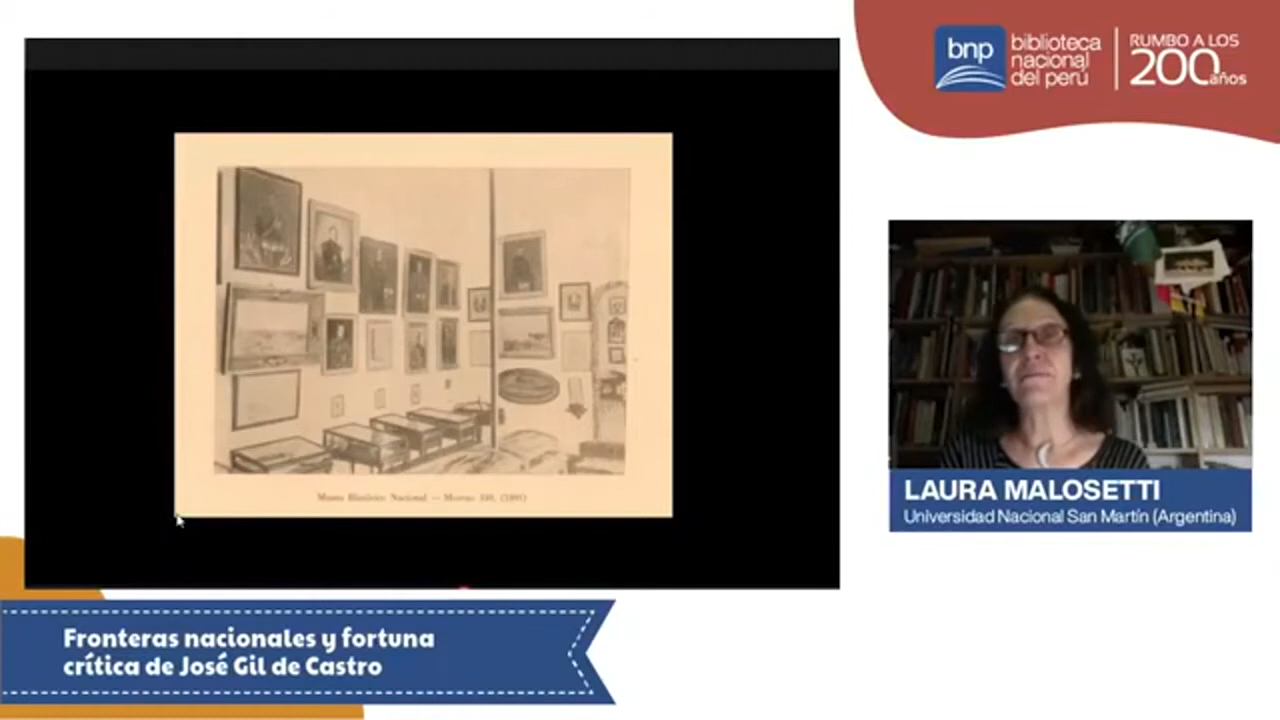 bnp
biblioteca
nacional
del perú
RUMBO A LOS
200
años
Museo Histórico Nacional — Moreno 330. (1891)
LAURA MALOSETTI
Universidad Nacional San Martín (Argentina)
Fronteras nacionales y fortuna
crítica de José Gil de Castro